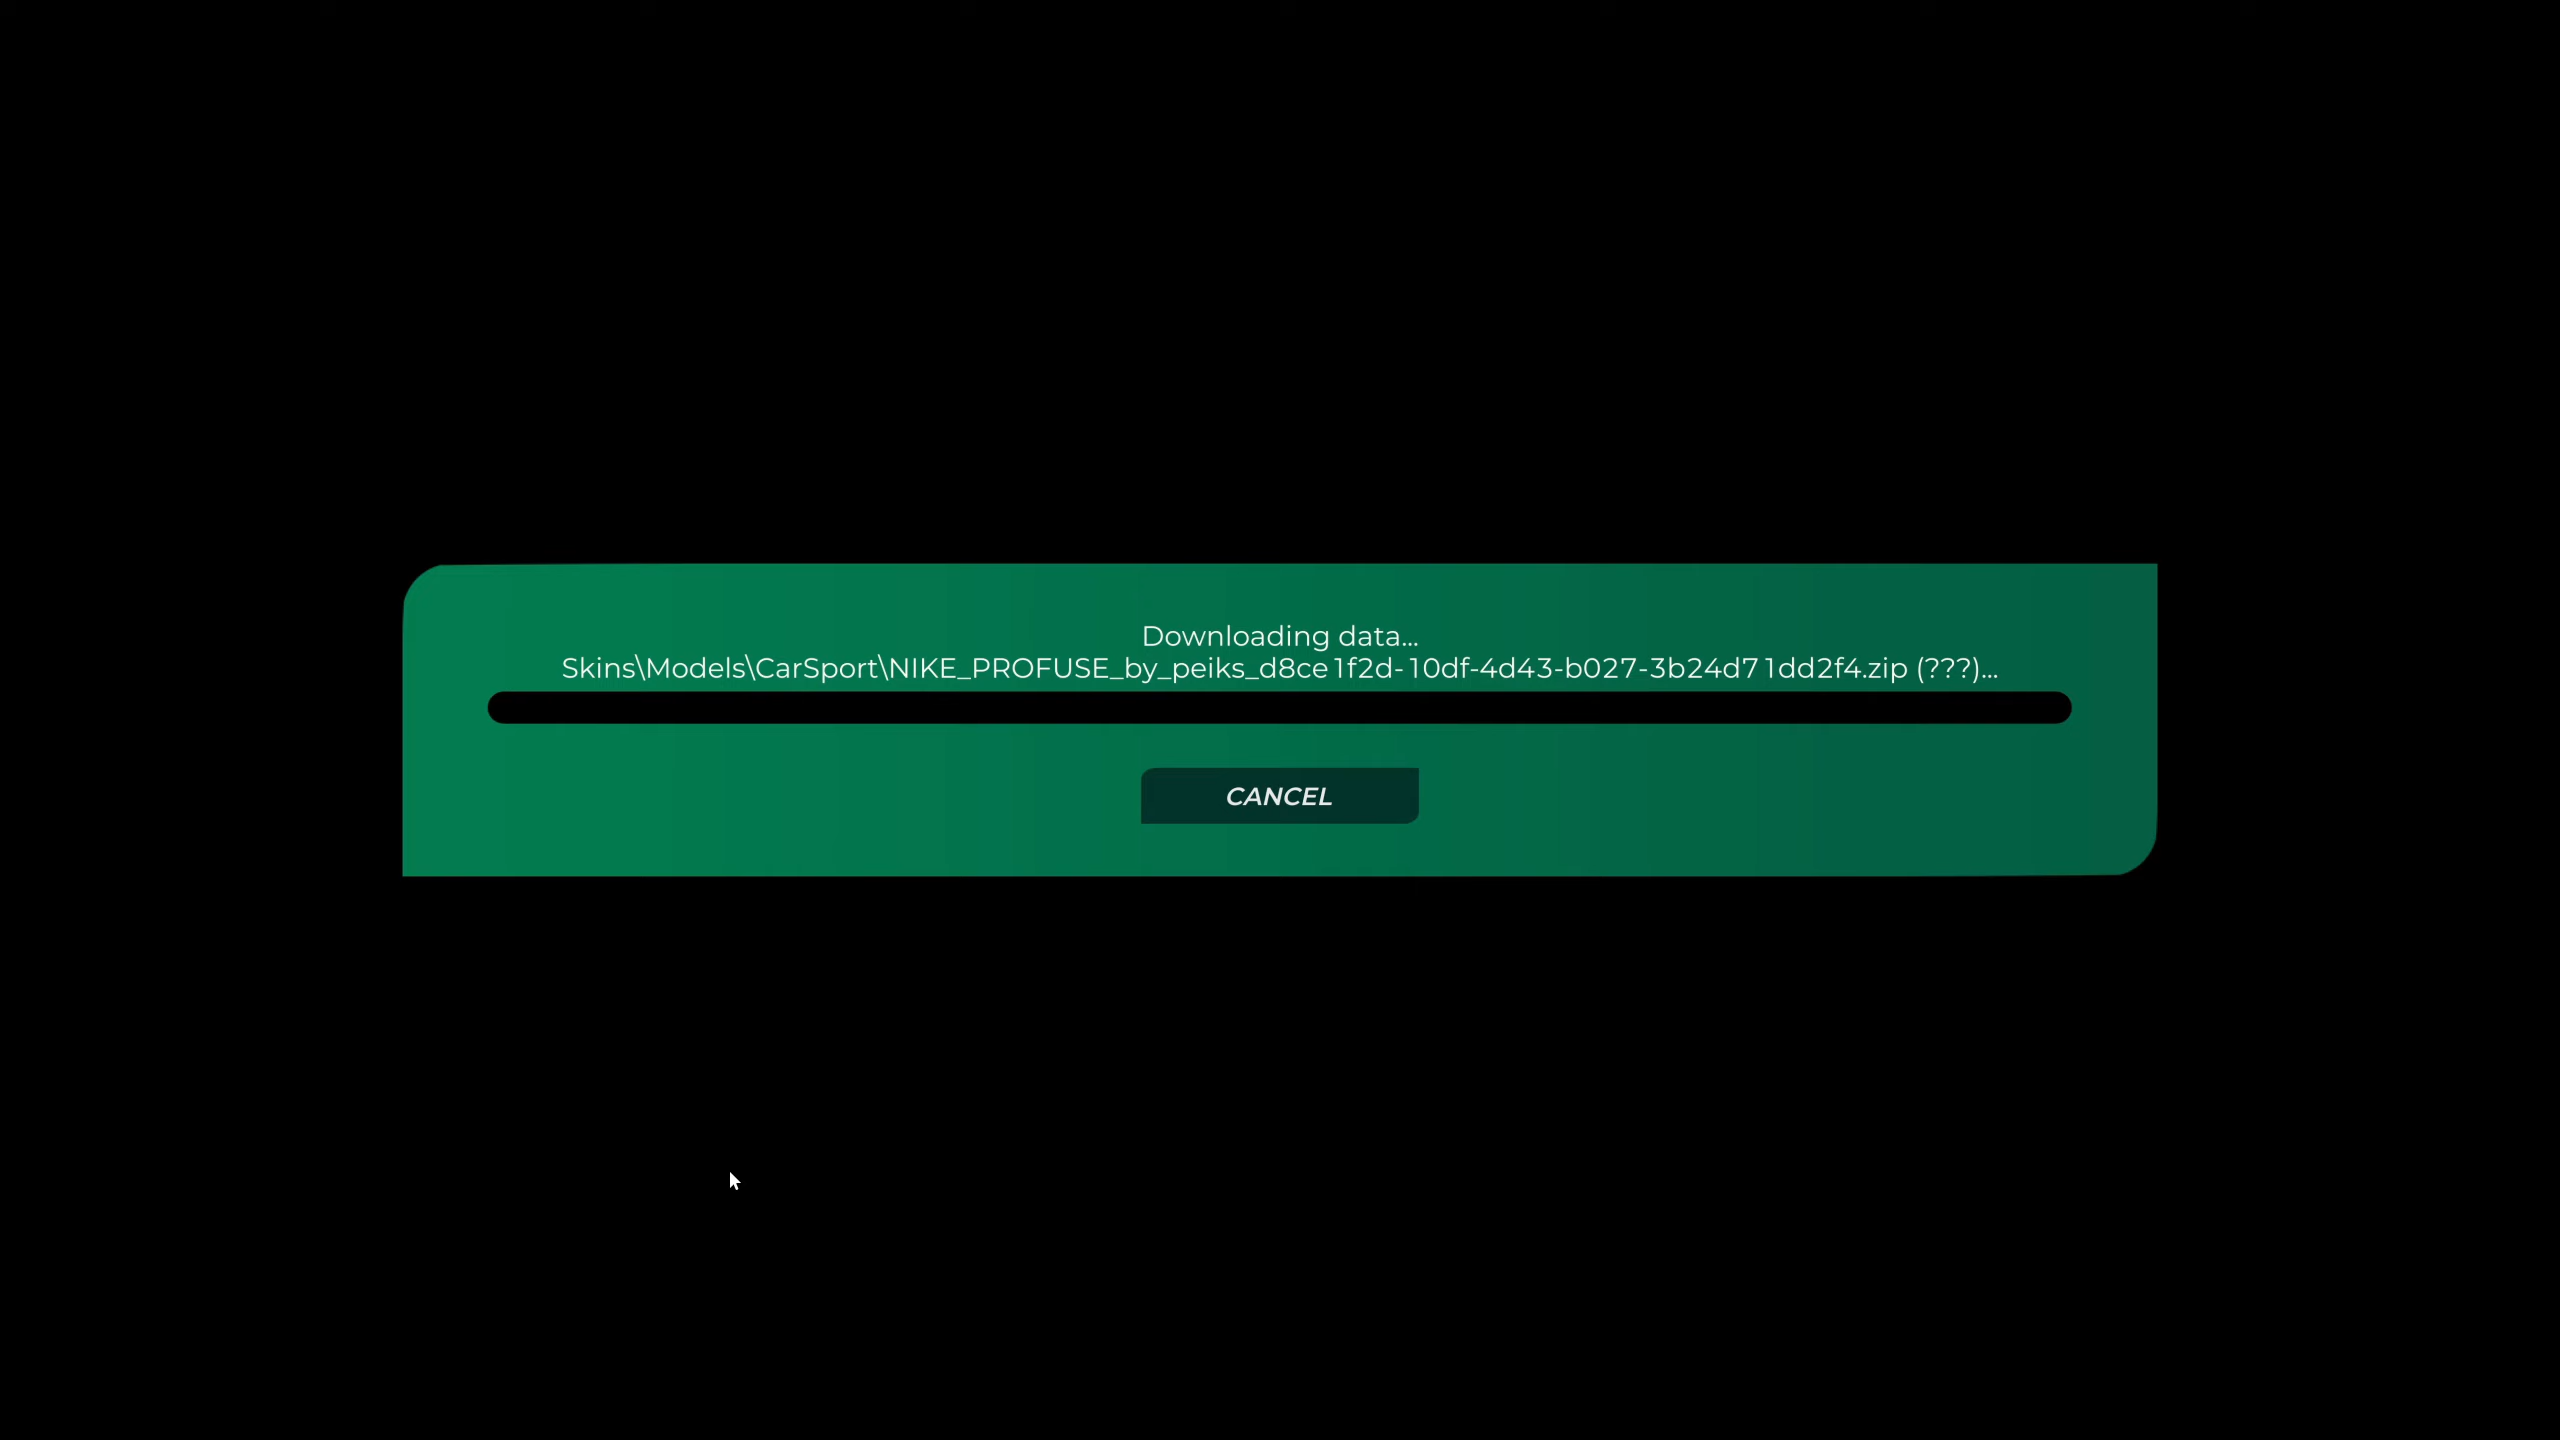 Downloading data...
Skins\Models\CarSport\NIKE_PROFUSE_by_peiks_d8ce1f2d-10df-4d43-b027-3b24d71dd2f4.zip (???)...
CANCEL